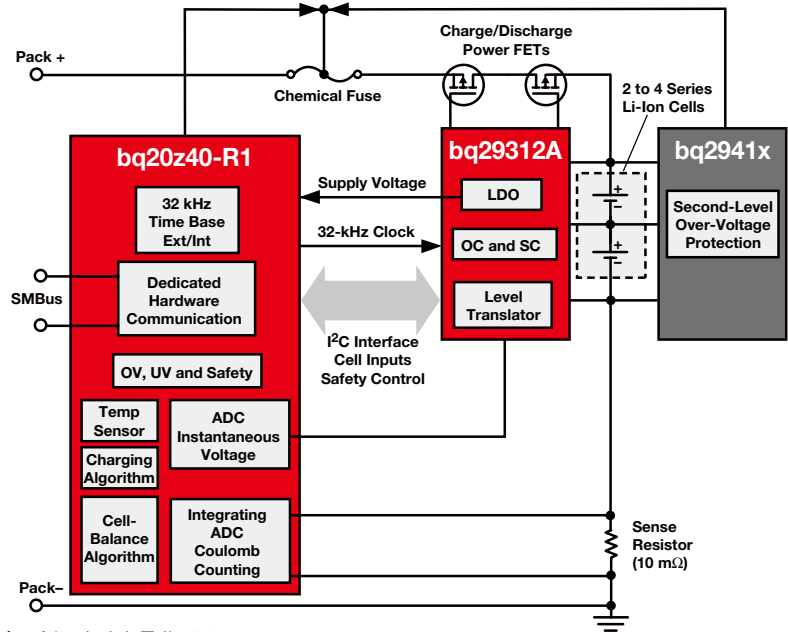 Charge/Discharge
Power FETs
Pack +
Chemical Fuse
2 to 4 Series
Li-Ion Cells
bq20z40-R1
bq29312A
bq2941x
32 kHz
Time Base
Ext/Int
Supply Voltage
LDO
Second-Level
Over-Voltage
Protection
32-kHz Clock
OC and SC
SMBus
Dedicated
Hardware
Communication
Level
Translator
I²C Interface
Cell Inputs
Safety Control
OV, UV and Safety
Temp
Sensor
ADC
Instantaneous
Voltage
Charging
Algorithm
Cell-
Balance
Algorithm
Integrating
ADC
Coulomb
Counting
Sense
Resistor
(10 mΩ)
Pack–
+
–
+
–